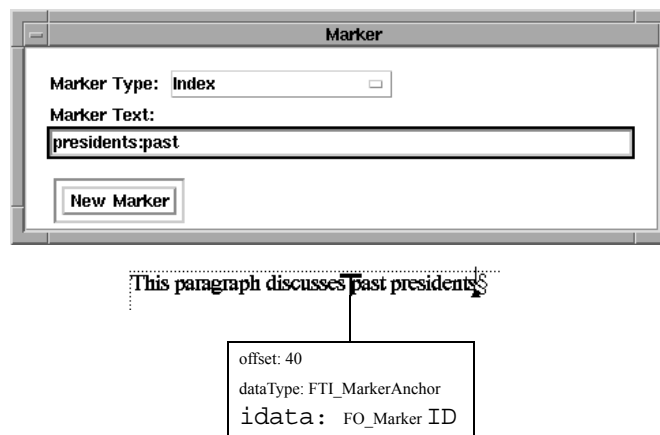 Marker
Marker Type: Index
Marker Text:
presidents:past
New Marker
This paragraph discusses past presidents§
offset: 40
dataType: FTI_MarkerAnchor
idata: FO_Marker ID